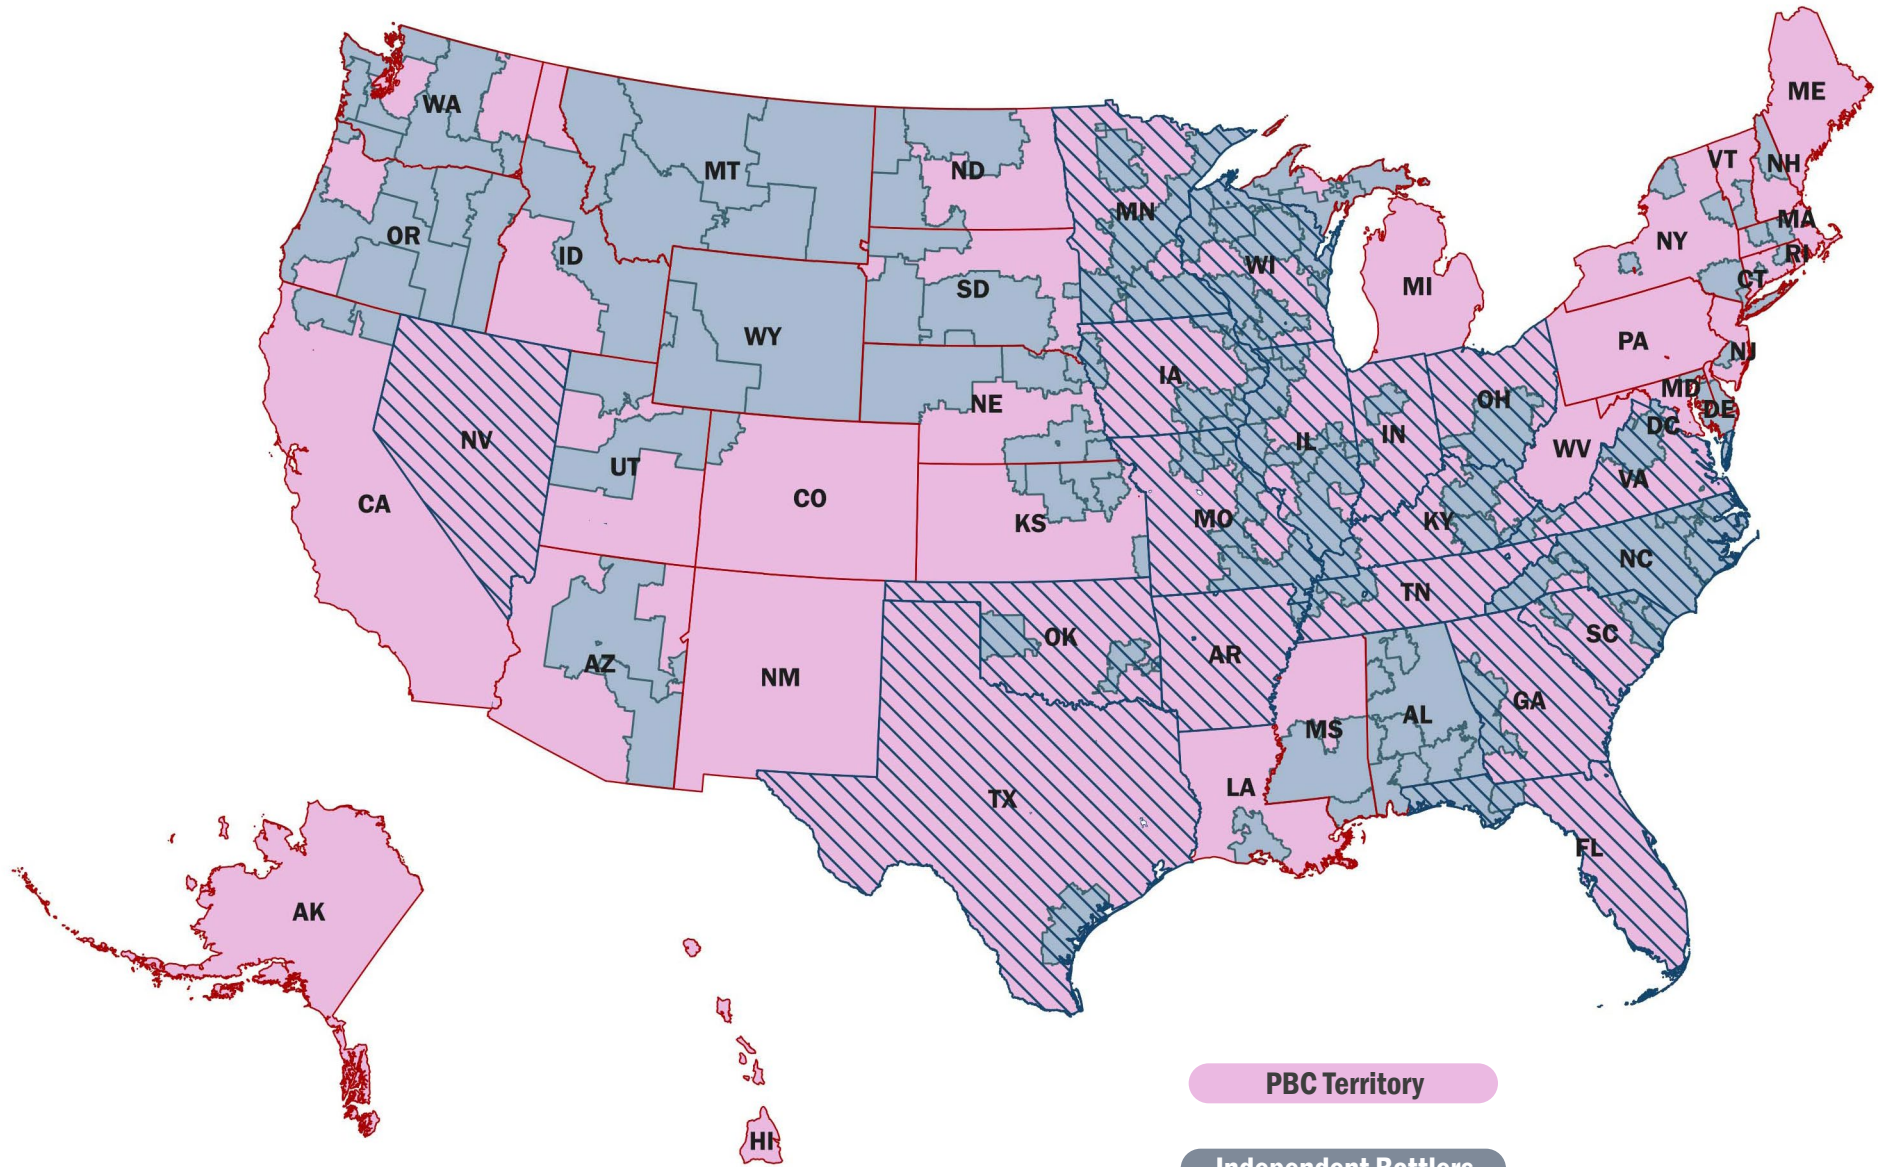 ME
WA
VT
NH
MT
ND
MN
MA
OR
NY
RI
ID
WI
CT
MI
SD
WY
PA
NJ
IA
MD
NE
OH
DE
DC
NV
IN
IL
WV
UT
VA
CO
CA
KS
MO
KY
NC
TN
OK
SC
AR
AZ
NM
GA
AL
MS
LA
TX
FL
AK
HI
PBC Territory
Independent Bottlers